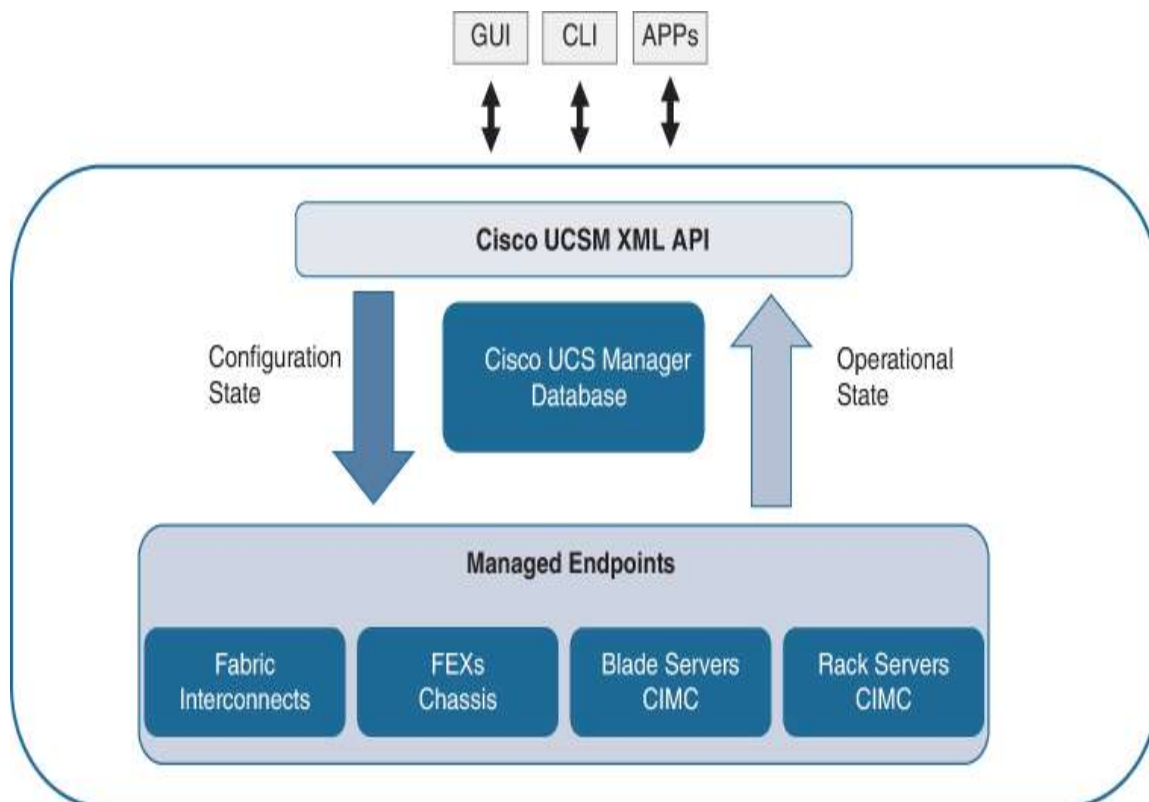 GUI
CLI
APPs
Cisco UCSM XML API
Configuration
State
Cisco UCS Manager
Database
Operational
State
Managed Endpoints
Fabric
Interconnects
FEXs
Chassis
Blade Servers
CIMC
Rack Servers
CIMC